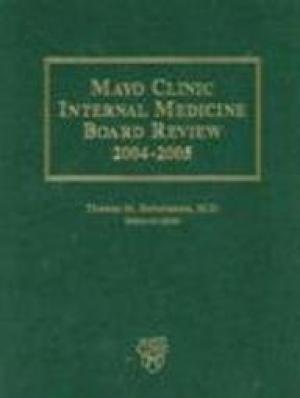 MAYO CLINIC
INTERNAL MEDICINE
BOARD REVIEW
2004-2005
M.D.